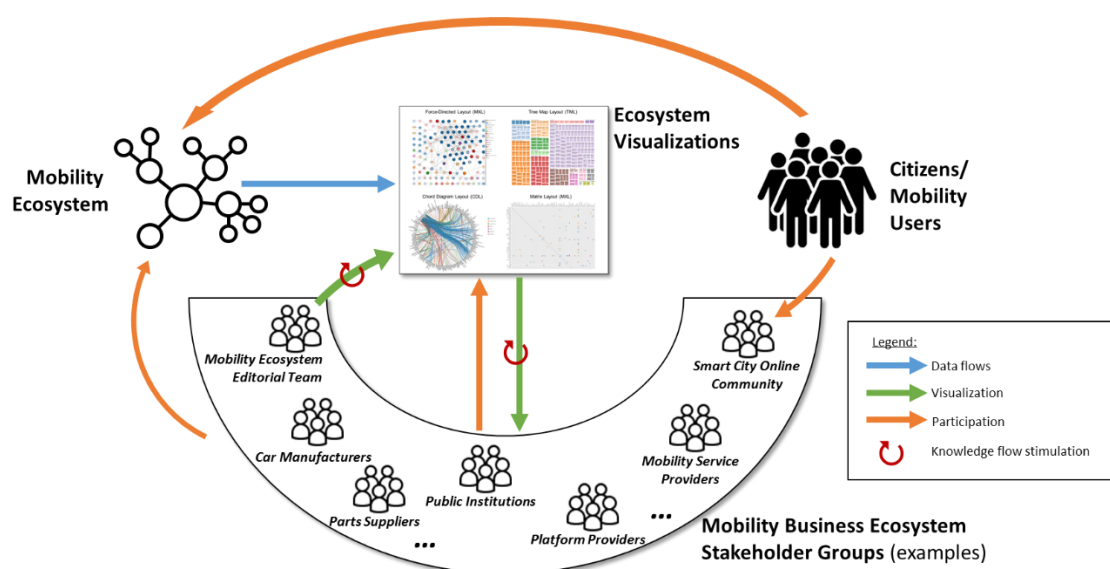 Mobility
Ecosystem
Force-Directed Layout (MXL)
Tree Map Layout (TML)
Chord Diagram Layout (CDL)
Matrix Layout (MXL)
Ecosystem
Visualizations
Citizens/
Mobility
Users
Mobility Ecosystem
Editorial Team
Car Manufacturers
Parts Suppliers
...
Public Institutions
Platform Providers
...
Mobility Service
Providers
Smart City Online
Community
Mobility Business Ecosystem
Stakeholder Groups (examples)
Legend:
Data flows
Visualization
Participation
Knowledge flow stimulation